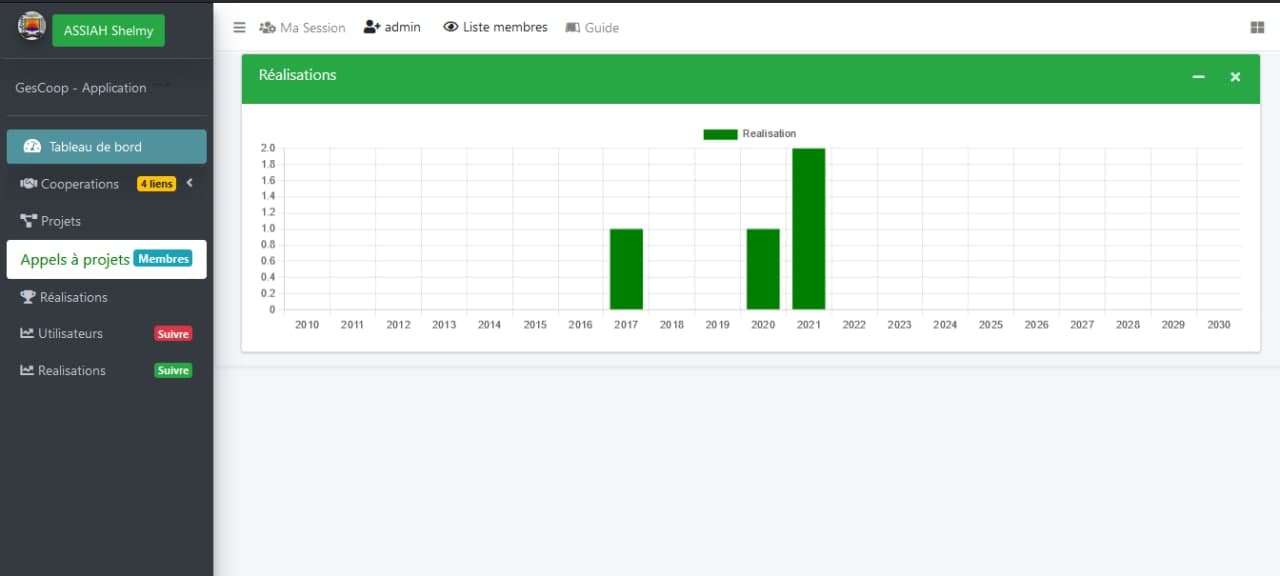 ASSIAH Shelmy
GesCoop - Application
Tableau de bord
Cooperations 4 liens
Projets
Appels à projets Membres
Réalisations
Utilisateurs Suivre
Realisations Suivre
Ma Session admin Liste membres Guide
Réalisations
Realisation
2.0
1.8
1.6
1.4
1.2
1.0
0.8
0.6
0.4
0.2
0
2010 2011 2012 2013 2014 2015 2016 2017 2018 2019 2020 2021 2022 2023 2024 2025 2026 2027 2028 2029 2030